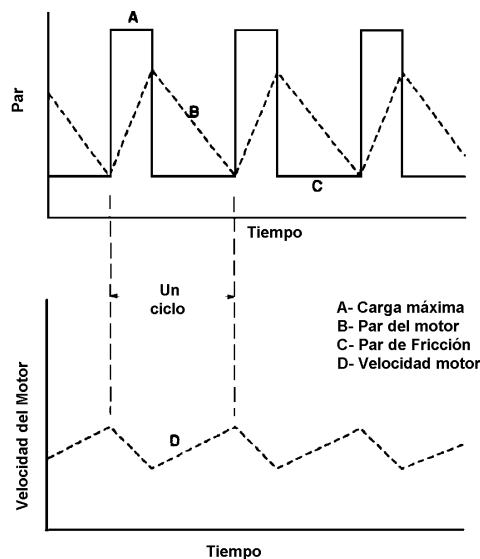 A
Par
B
C
Tiempo
Un
ciclo
A- Carga máxima
B- Par del motor
C- Par de Fricción
D- Velocidad motor
Velocidad del Motor
D
Tiempo